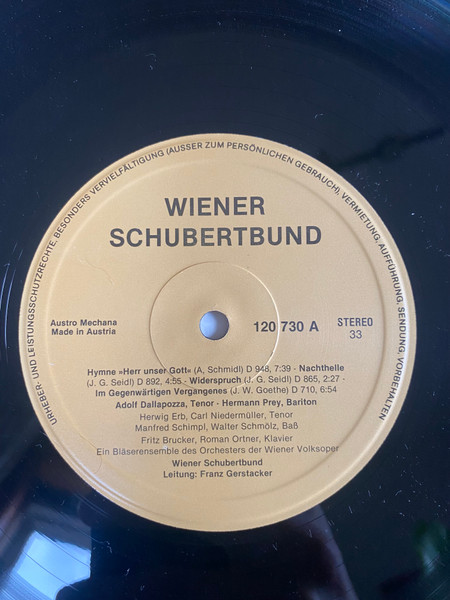 URHEBER- UND LEISTUNGSSCHUTZRECHTE, BESONDERS VERVIELFÄLTIGUNG (AUSSER ZUM PERSÖNLICHEN GEBRAUCH), VERMIETUNG, AUFFÜHRUNG, SENDUNG, VORBEHALTEN
WIENER
SCHUBERTBUND
Austro Mechana
Made in Austria
120 730 A
STEREO
33
Hymne »Herr unser Gott« (A, Schmidl) D 948, 7:39 · Nachthelle
(J. G. Seidl) D 892, 4:55 · Widerspruch (J. G. Seidl) D 865, 2:27 ·
Im Gegenwärtigen Vergangenes (J. W. Goethe) D 710, 6:54
Adolf Dallapozza, Tenor - Hermann Prey, Bariton
Herwig Erb, Carl Niedermüller, Tenor
Manfred Schimpl, Walter Schmölz, Baß
Fritz Brucker, Roman Ortner, Klavier
Ein Bläserensemble des Orchesters der Wiener Volksoper
Wiener Schubertbund
Leitung: Franz Gerstacker